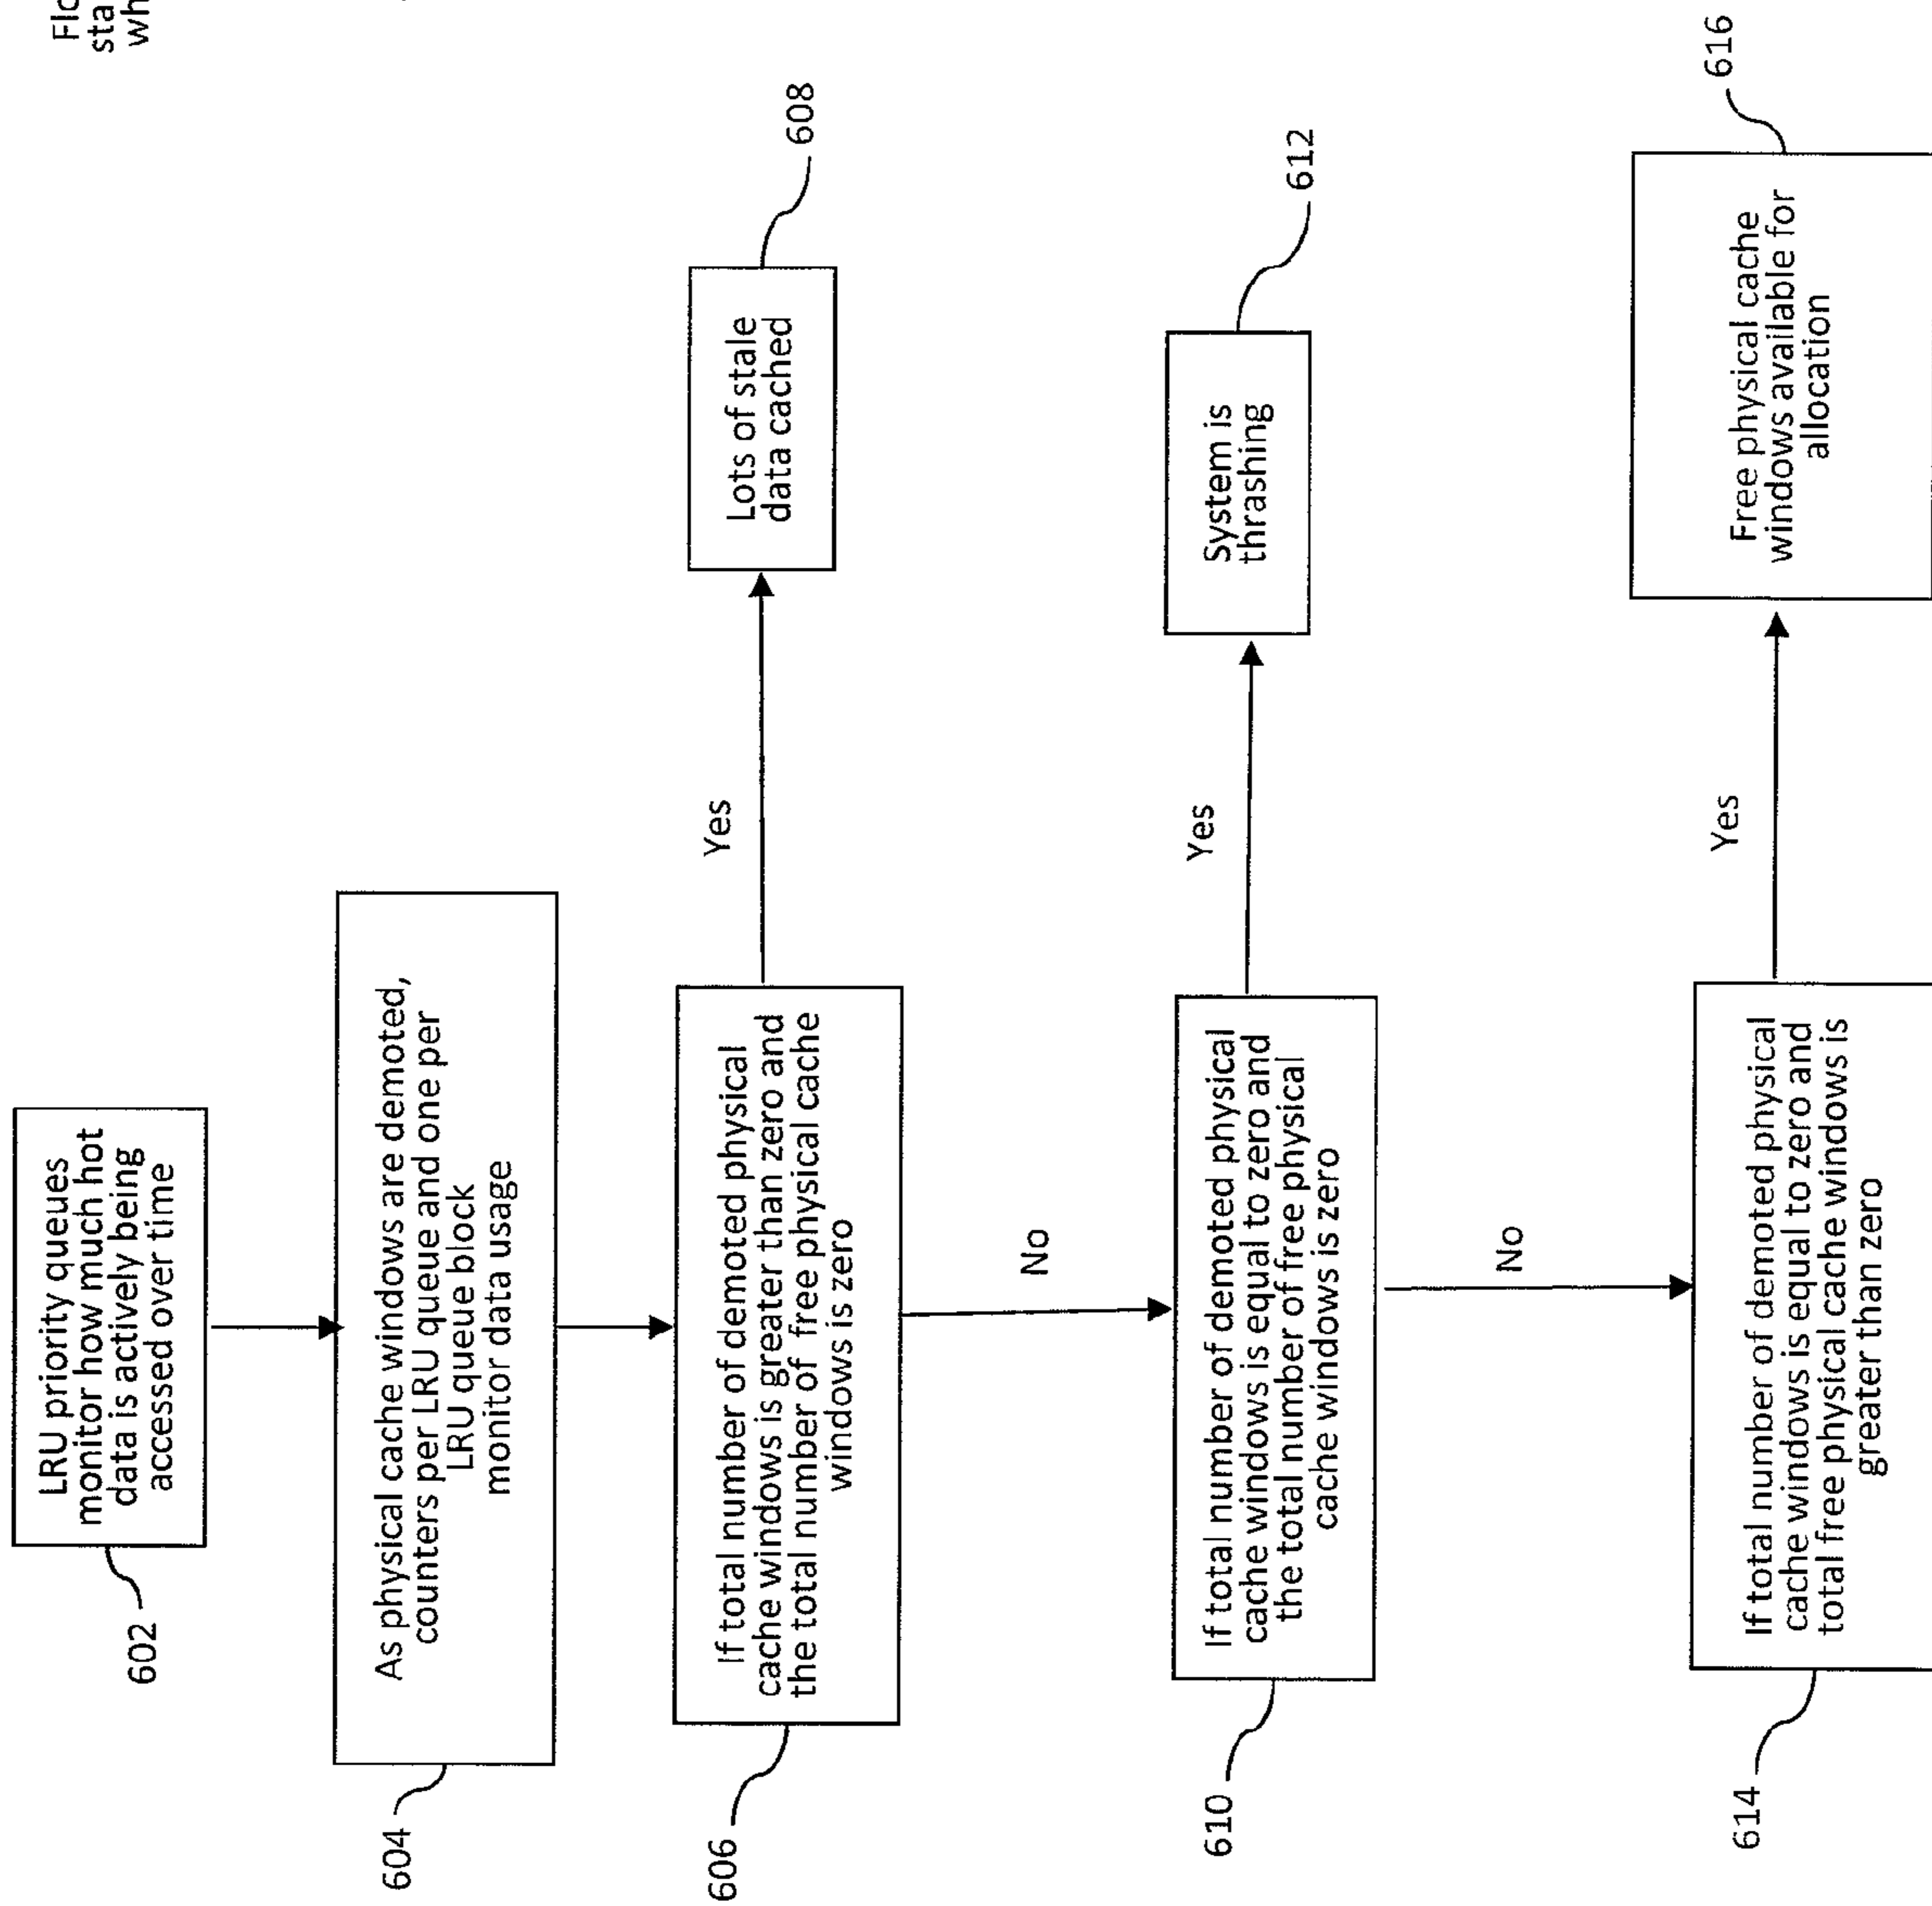 LRU priority queues
monitor how much hot
data is actively being
accessed over time
602
As physical cache windows are demoted,
counters per LRU queue and one per
LRU queue block
monitor data usage
604
If total number of demoted physical
cache windows is greater than zero and
the total number of free physical cache
windows is zero
606
Yes
Lots of stale
data cached
608
No
If total number of demoted physical
cache windows is equal to zero and
the total number of free physical
cache windows is zero
610
Yes
System is
thrashing
612
No
If total number of demoted physical
cache windows is equal to zero and
total free physical cache windows is
greater than zero
614
Yes
Free physical cache
windows available for
allocation
616